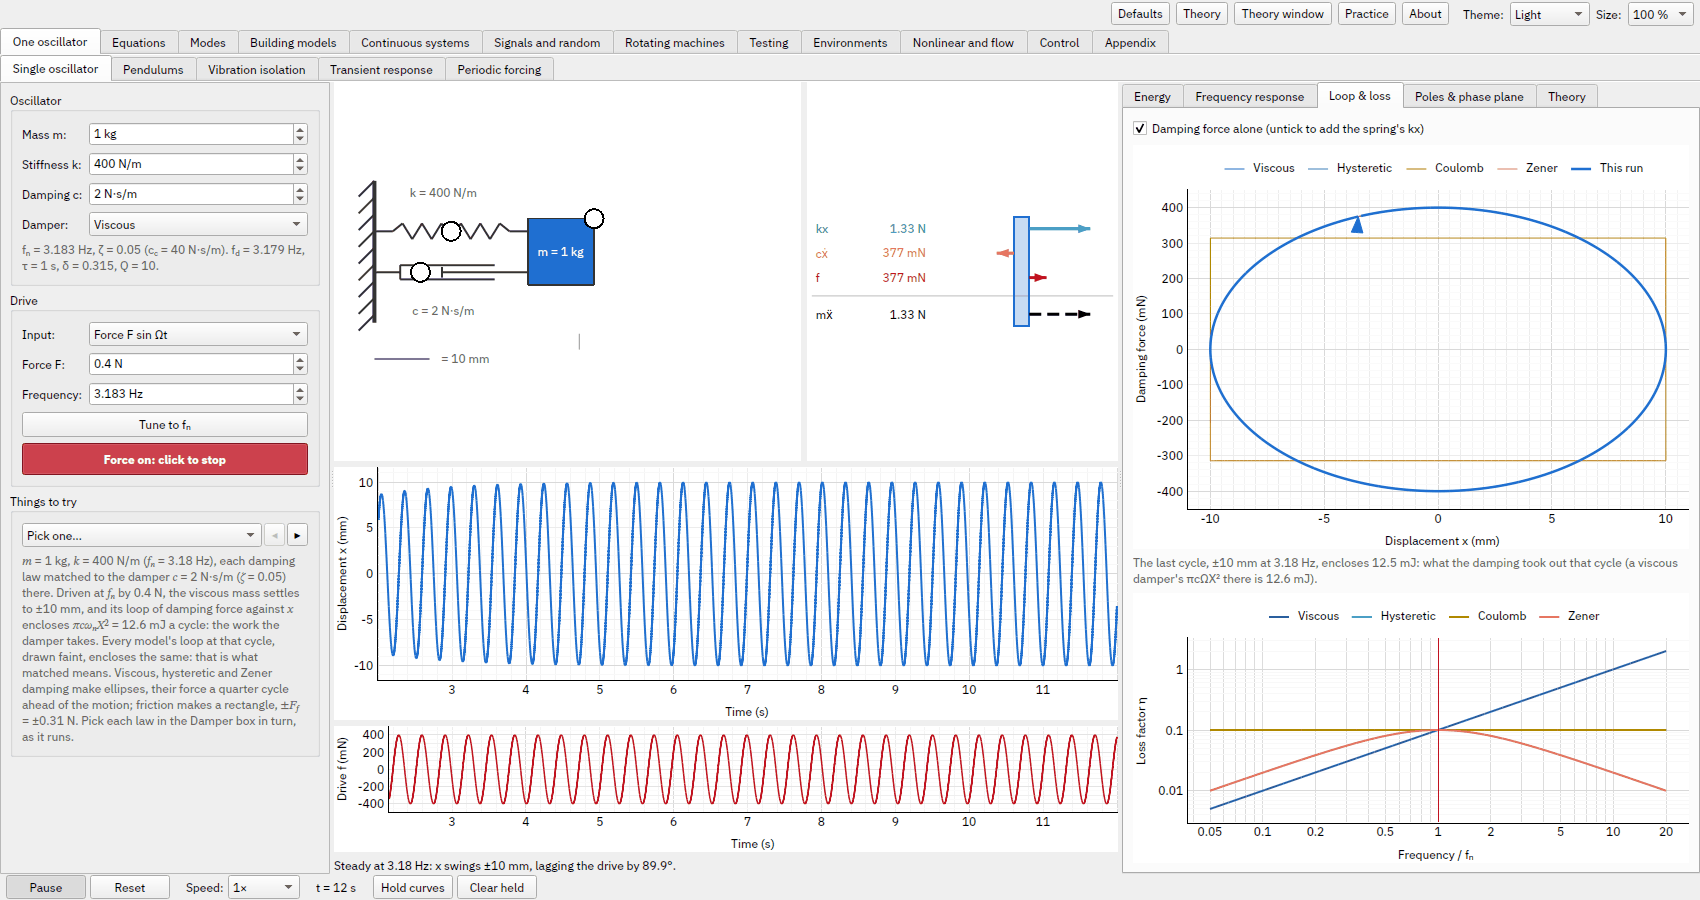 Defaults Theory Theory window Practice About Theme: Light Size: 100 %
One oscillator Equations Modes Building models Continuous systems Signals and random Rotating machines Testing Environments Nonlinear and flow Control Appendix
Single oscillator Pendulums Vibration isolation Transient response Periodic forcing
Oscillator
Mass m: 1 kg
Stiffness k: 400 N/m
Damping c: 2 N·s/m
Damper: Viscous
fₙ = 3.183 Hz, ζ = 0.05 (c꜀ = 40 N·s/m). f_d = 3.179 Hz,
τ = 1 s, δ = 0.315, Q = 10.
Drive
Input: Force F sin Ωt
Force F: 0.4 N
Frequency: 3.183 Hz
Tune to fₙ
Force on: click to stop
Things to try
Pick one...
m = 1 kg, k = 400 N/m (fₙ = 3.18 Hz), each damping
law matched to the damper c = 2 N·s/m (ζ = 0.05)
there. Driven at fₙ by 0.4 N, the viscous mass settles
to ±10 mm, and its loop of damping force against x
encloses πcωₙX² = 12.6 mJ a cycle: the work the
damper takes. Every model's loop at that cycle,
drawn faint, encloses the same: that is what
matched means. Viscous, hysteretic and Zener
damping make ellipses, their force a quarter cycle
ahead of the motion; friction makes a rectangle, ±F_f
= ±0.31 N. Pick each law in the Damper box in turn,
as it runs.
k = 400 N/m
m = 1 kg
c = 2 N·s/m
= 10 mm
kx 1.33 N
cẋ 377 mN
f 377 mN
mẍ 1.33 N
Displacement x (mm)
10
5
0
-5
-10
3 4 5 6 7 8 9 10 11
Time (s)
Drive f (mN)
400
200
0
-200
-400
3 4 5 6 7 8 9 10 11
Time (s)
Steady at 3.18 Hz: x swings ±10 mm, lagging the drive by 89.9°.
Energy Frequency response Loop & loss Poles & phase plane Theory
Damping force alone (untick to add the spring's kx)
Viscous Hysteretic Coulomb Zener This run
Damping force (mN)
400
300
200
100
0
-100
-200
-300
-400
-10 -5 0 5 10
Displacement x (mm)
The last cycle, ±10 mm at 3.18 Hz, encloses 12.5 mJ: what the damping took out that cycle (a viscous
damper's πcΩX² there is 12.6 mJ).
Viscous Hysteretic Coulomb Zener
Loss factor η
1
0.1
0.01
0.05 0.1 0.2 0.5 1 2 5 10 20
Frequency / fₙ
Pause Reset Speed: 1× t = 12 s Hold curves Clear held